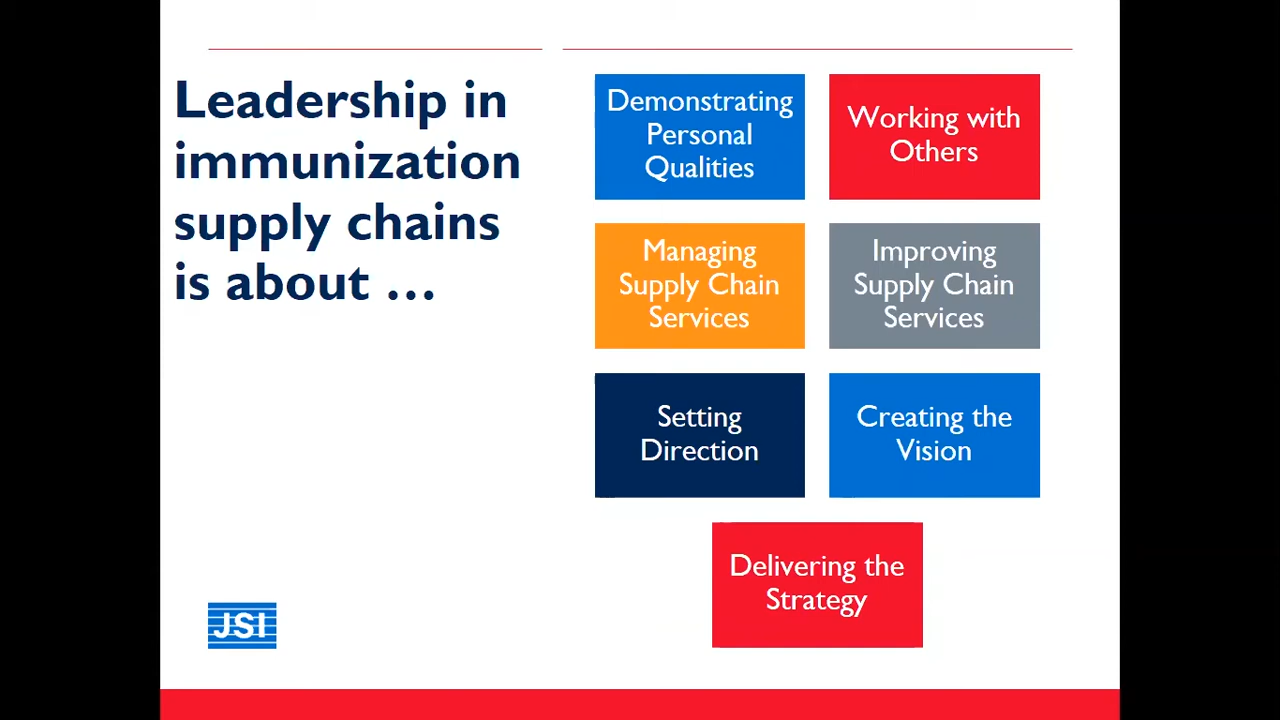 Leadership in
immunization
supply chains
is about …
Demonstrating
Personal
Qualities
Working with
Others
Managing
Supply Chain
Services
Improving
Supply Chain
Services
Setting
Direction
Creating the
Vision
Delivering the
Strategy
JSI